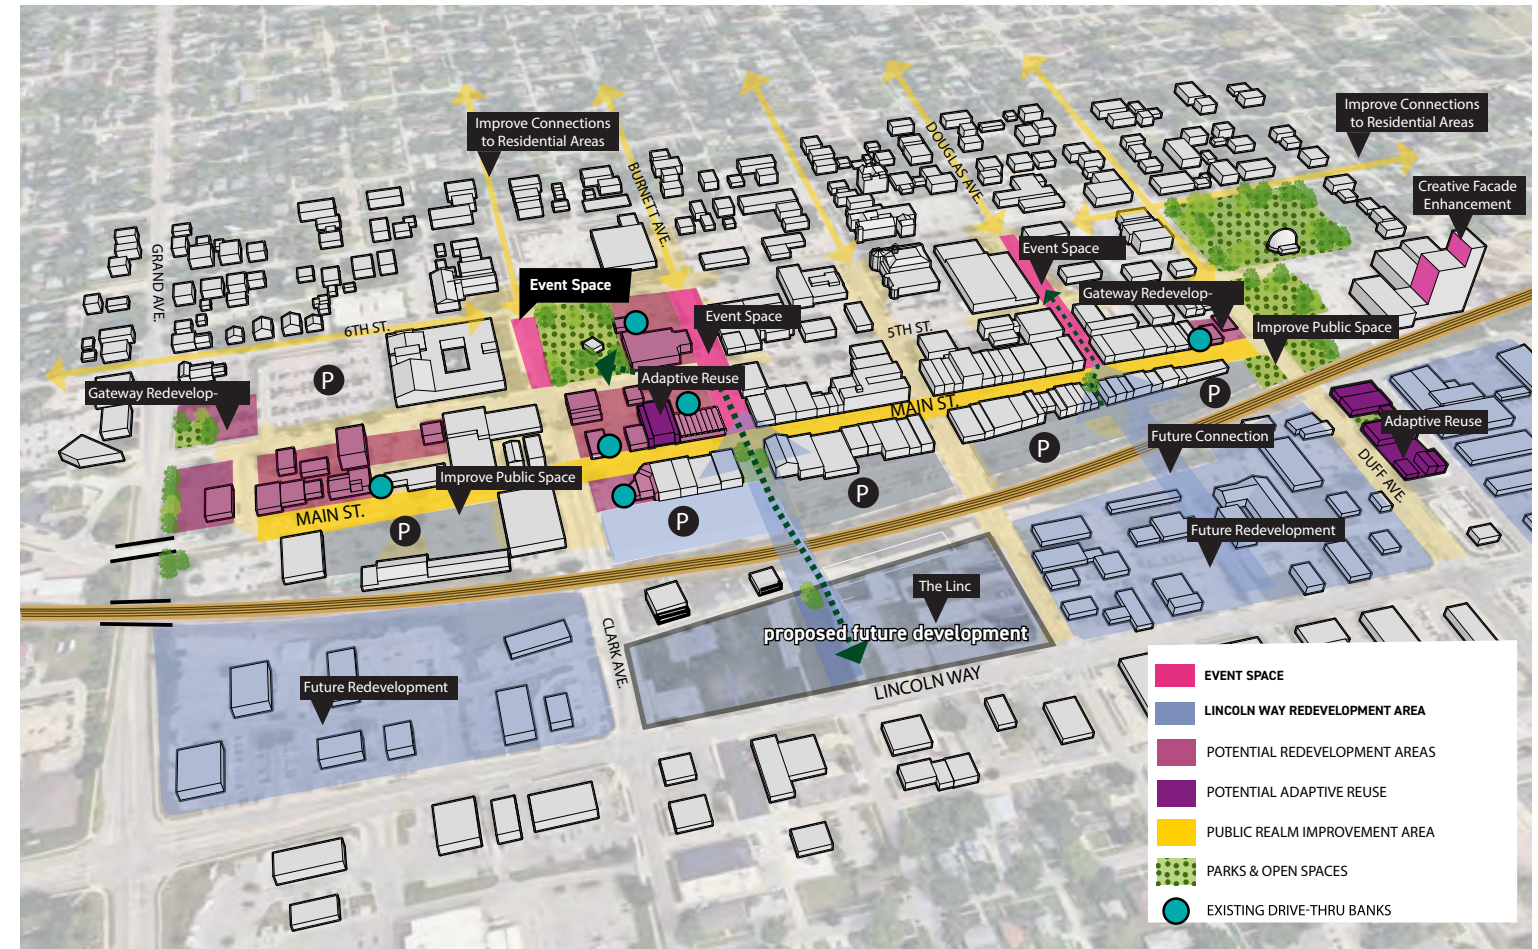 Improve Connections
to Residential Areas
Improve Connections
to Residential Areas
DOUGLAS AVE.
BURNETT AVE.
Creative Facade
Enhancement
GRAND AVE.
Event Space
Event Space
Gateway Redevelop-
Event Space
6TH ST.
5TH ST.
Improve Public Space
P
Gateway Redevelop-
Adaptive Reuse
P
MAIN ST.
Adaptive Reuse
Future Connection
P
Improve Public Space
DUFF AVE.
P
MAIN ST.
P
P
Future Redevelopment
The Linc
proposed future development
CLARK AVE.
LINCOLN WAY
Future Redevelopment
EVENT SPACE
LINCOLN WAY REDEVELOPMENT AREA
POTENTIAL REDEVELOPMENT AREAS
POTENTIAL ADAPTIVE REUSE
PUBLIC REALM IMPROVEMENT AREA
PARKS & OPEN SPACES
EXISTING DRIVE-THRU BANKS